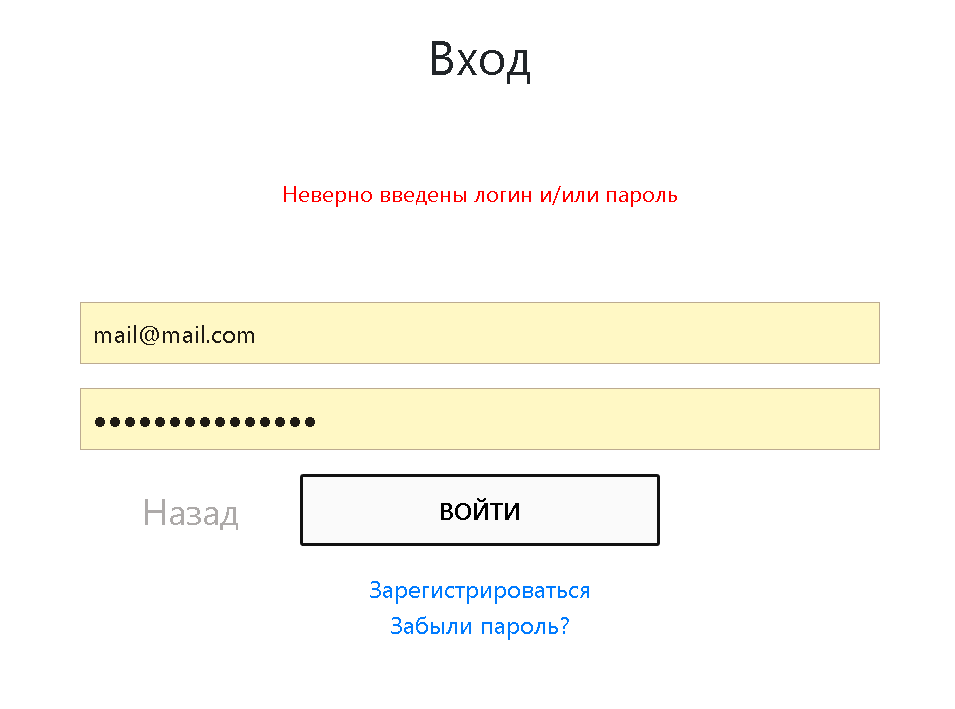 Вход
Неверно введены логин и/или пароль
mail@mail.com
●●●●●●●●●●●●●●●
Назад
ВОЙТИ
Зарегистрироваться
Забыли пароль?